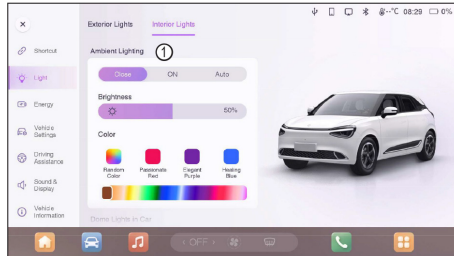 --℃ 08:29 0%
Exterior Lights Interior Lights
Shortcut
Ambient Lighting ①
Light
Close ON Auto
Energy
Brightness
50%
Vehicle
Settings
Color
Driving
Assistance
Random
Color
Passionate
Red
Elegant
Purple
Healing
Blue
Sound &
Display
Vehicle
Information
Dome Lights in Car
‹ OFF ›